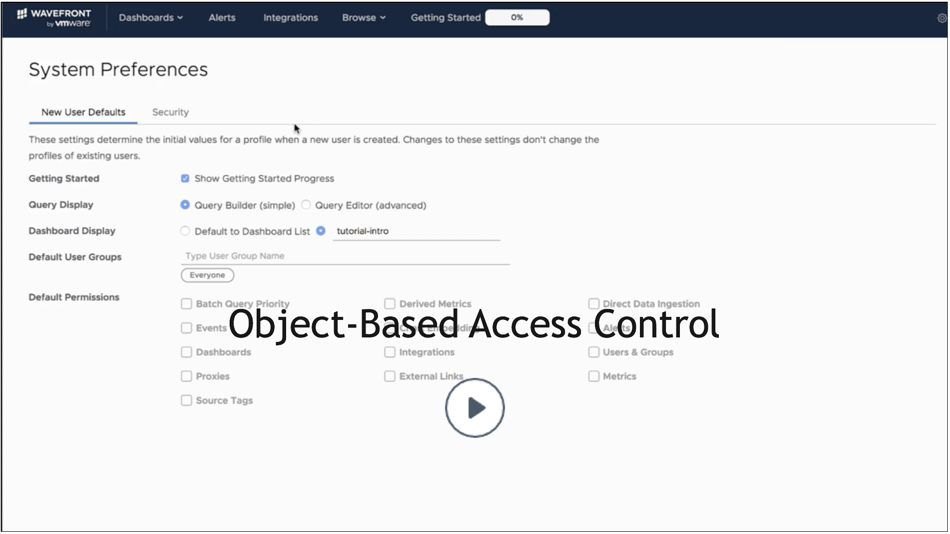 WAVEFRONT
by vmware
Dashboards Alerts Integrations Browse Getting Started 0%
System Preferences
New User Defaults Security
These settings determine the initial values for a profile when a new user is created. Changes to these settings don't change the
profiles of existing users.
Getting Started Show Getting Started Progress
Query Display Query Builder (simple) Query Editor (advanced)
Dashboard Display Default to Dashboard List tutorial-intro
Default User Groups Type User Group Name
Everyone
Default Permissions
Batch Query Priority Derived Metrics Direct Data Ingestion
Object-Based Access Control
Events Alerts
Dashboards Integrations Users & Groups
Proxies External Links Metrics
Source Tags